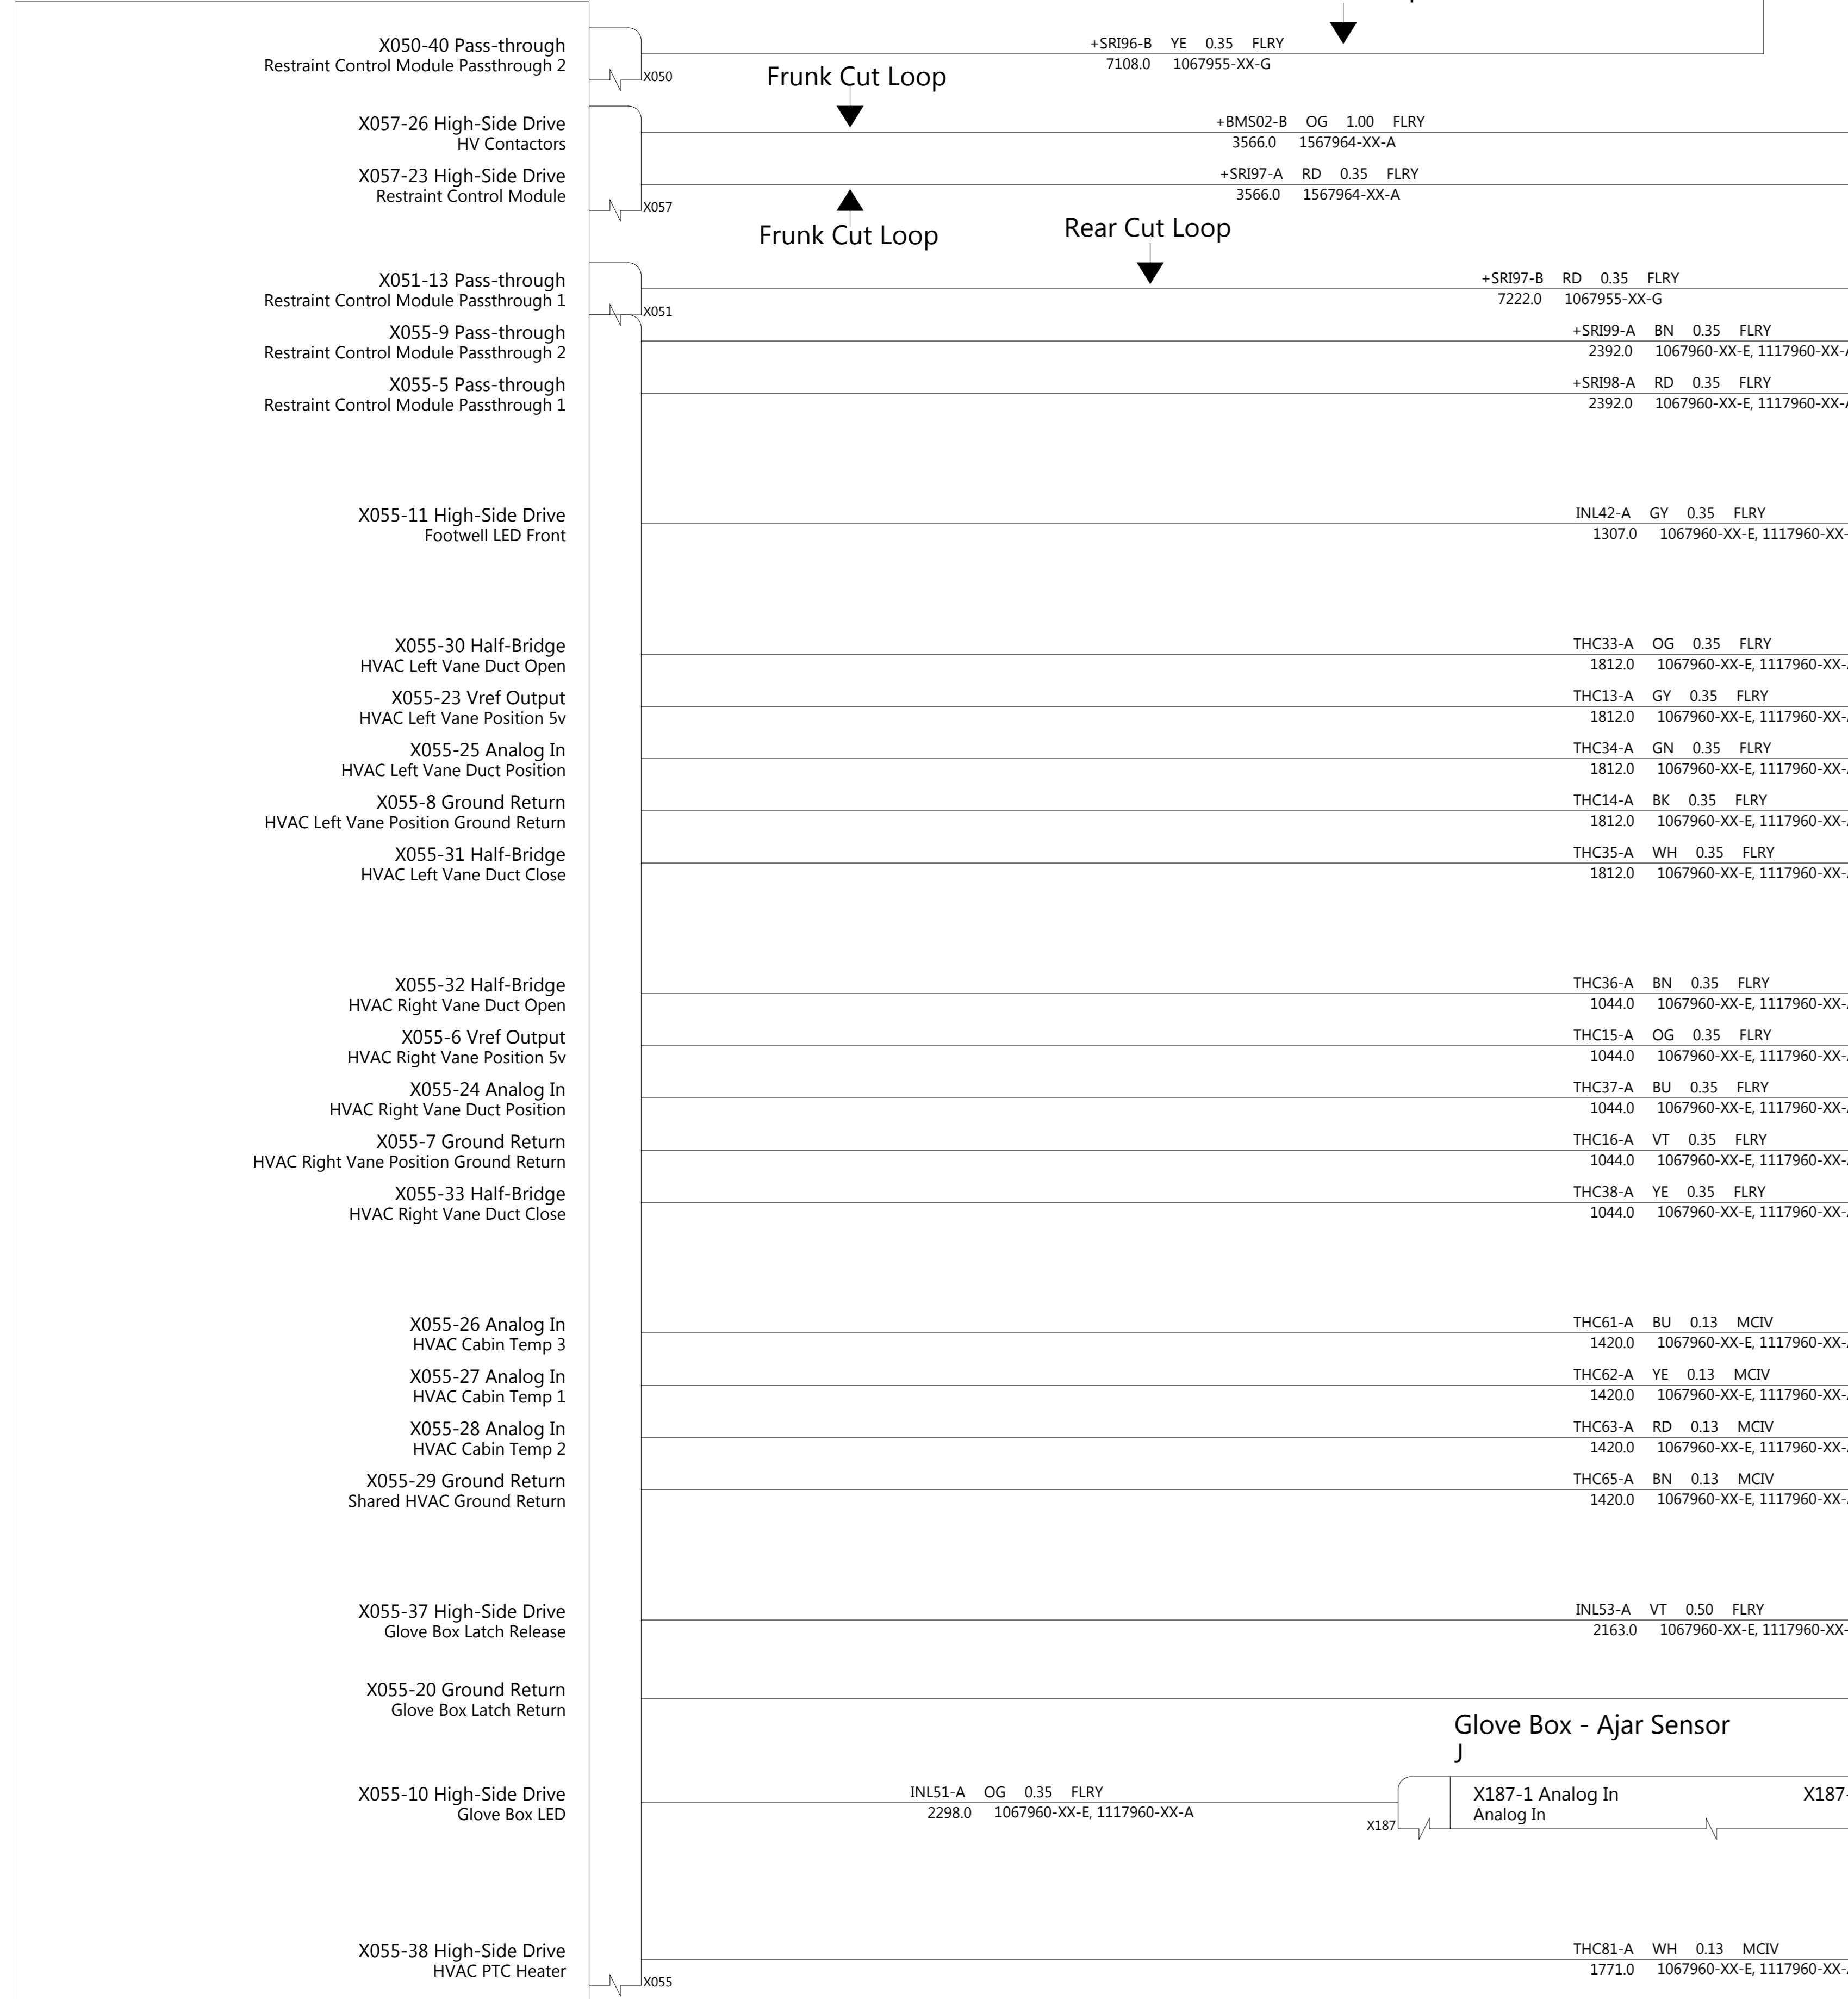 X050-40 Pass-through
Restraint Control Module Passthrough 2
X050
+SRI96-B YE 0.35 FLRY
7108.0 1067955-XX-G
Frunk Cut Loop
X057-26 High-Side Drive
HV Contactors
+BMS02-B OG 1.00 FLRY
3566.0 1567964-XX-A
X057-23 High-Side Drive
Restraint Control Module
X057
+SRI97-A RD 0.35 FLRY
3566.0 1567964-XX-A
Frunk Cut Loop
Rear Cut Loop
X051-13 Pass-through
Restraint Control Module Passthrough 1
X051
+SRI97-B RD 0.35 FLRY
7222.0 1067955-XX-G
X055-9 Pass-through
Restraint Control Module Passthrough 2
+SRI99-A BN 0.35 FLRY
2392.0 1067960-XX-E, 1117960-XX-
X055-5 Pass-through
Restraint Control Module Passthrough 1
+SRI98-A RD 0.35 FLRY
2392.0 1067960-XX-E, 1117960-XX-
X055-11 High-Side Drive
Footwell LED Front
INL42-A GY 0.35 FLRY
1307.0 1067960-XX-E, 1117960-XX-
X055-30 Half-Bridge
HVAC Left Vane Duct Open
THC33-A OG 0.35 FLRY
1812.0 1067960-XX-E, 1117960-XX-
X055-23 Vref Output
HVAC Left Vane Position 5v
THC13-A GY 0.35 FLRY
1812.0 1067960-XX-E, 1117960-XX-
X055-25 Analog In
HVAC Left Vane Duct Position
THC34-A GN 0.35 FLRY
1812.0 1067960-XX-E, 1117960-XX-
X055-8 Ground Return
HVAC Left Vane Position Ground Return
THC14-A BK 0.35 FLRY
1812.0 1067960-XX-E, 1117960-XX-
X055-31 Half-Bridge
HVAC Left Vane Duct Close
THC35-A WH 0.35 FLRY
1812.0 1067960-XX-E, 1117960-XX-
X055-32 Half-Bridge
HVAC Right Vane Duct Open
THC36-A BN 0.35 FLRY
1044.0 1067960-XX-E, 1117960-XX-
X055-6 Vref Output
HVAC Right Vane Position 5v
THC15-A OG 0.35 FLRY
1044.0 1067960-XX-E, 1117960-XX-
X055-24 Analog In
HVAC Right Vane Duct Position
THC37-A BU 0.35 FLRY
1044.0 1067960-XX-E, 1117960-XX-
X055-7 Ground Return
HVAC Right Vane Position Ground Return
THC16-A VT 0.35 FLRY
1044.0 1067960-XX-E, 1117960-XX-
X055-33 Half-Bridge
HVAC Right Vane Duct Close
THC38-A YE 0.35 FLRY
1044.0 1067960-XX-E, 1117960-XX-
X055-26 Analog In
HVAC Cabin Temp 3
THC61-A BU 0.13 MCIV
1420.0 1067960-XX-E, 1117960-XX-
X055-27 Analog In
HVAC Cabin Temp 1
THC62-A YE 0.13 MCIV
1420.0 1067960-XX-E, 1117960-XX-
X055-28 Analog In
HVAC Cabin Temp 2
THC63-A RD 0.13 MCIV
1420.0 1067960-XX-E, 1117960-XX-
X055-29 Ground Return
Shared HVAC Ground Return
THC65-A BN 0.13 MCIV
1420.0 1067960-XX-E, 1117960-XX-
X055-37 High-Side Drive
Glove Box Latch Release
INL53-A VT 0.50 FLRY
2163.0 1067960-XX-E, 1117960-XX-
X055-20 Ground Return
Glove Box Latch Return
Glove Box - Ajar Sensor
J
X055-10 High-Side Drive
Glove Box LED
INL51-A OG 0.35 FLRY
2298.0 1067960-XX-E, 1117960-XX-A
X187
X187-1 Analog In
Analog In
X187-
X055-38 High-Side Drive
HVAC PTC Heater
X055
THC81-A WH 0.13 MCIV
1771.0 1067960-XX-E, 1117960-XX-